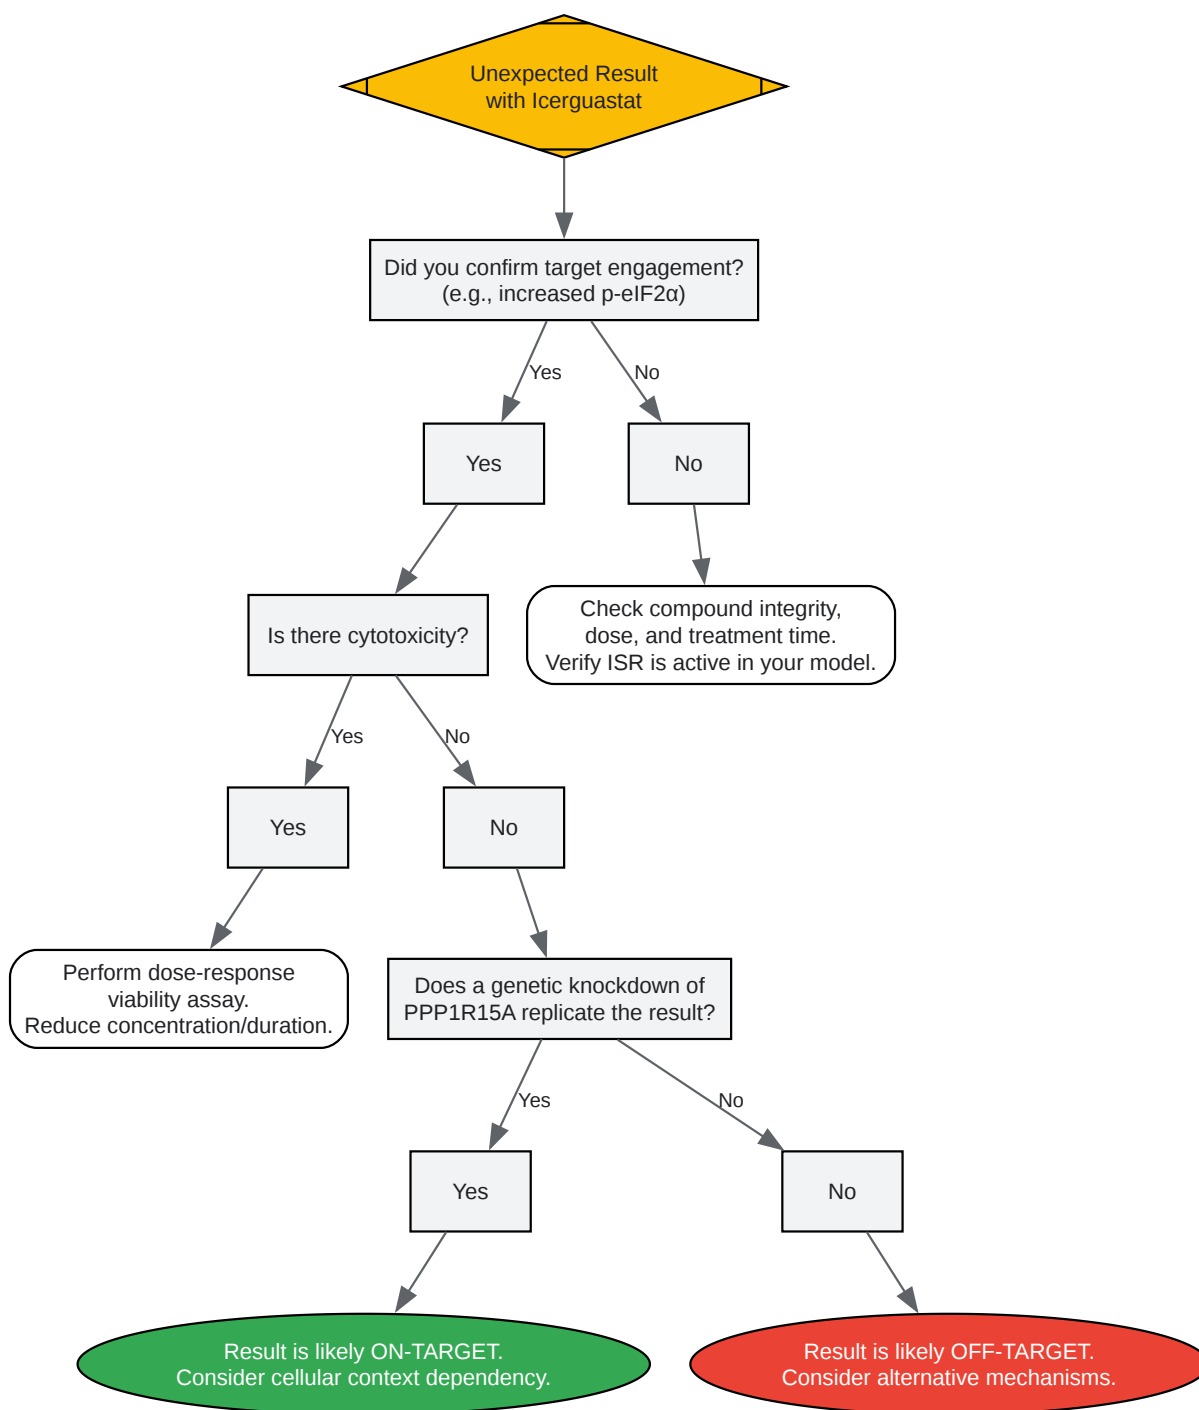 Unexpected Result
with Icerguastat
Did you confirm target engagement?
(e.g., increased p-eIF2α)
Yes
No
Yes
No
Is there cytotoxicity?
Check compound integrity,
dose, and treatment time.
Verify ISR is active in your model.
Yes
No
Yes
No
Perform dose-response
viability assay.
Reduce concentration/duration.
Does a genetic knockdown of
PPP1R15A replicate the result?
Yes
No
Yes
No
Result is likely ON-TARGET.
Consider cellular context dependency.
Result is likely OFF-TARGET.
Consider alternative mechanisms.